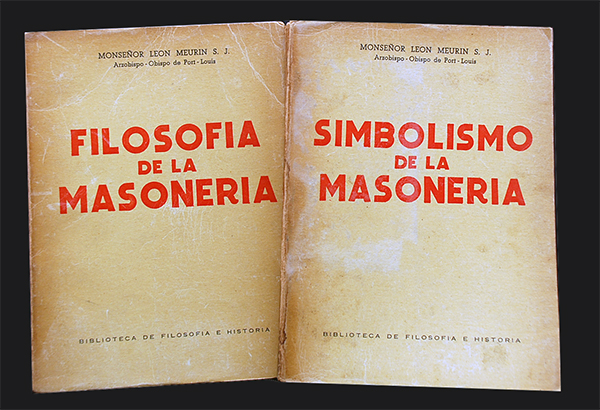 MONSEÑOR LEON MEURIN S. J.
Arzobispo - Obispo de Port - Louis
FILOSOFIA
DE LA
MASONERIA
BIBLIOTECA DE FILOSOFIA E HISTORIA
MONSEÑOR LEON MEURIN S. J.
Arzobispo - Obispo de Port - Louis
SIMBOLISMO
DE LA
MASONERIA
BIBLIOTECA DE FILOSOFIA E HISTORIA